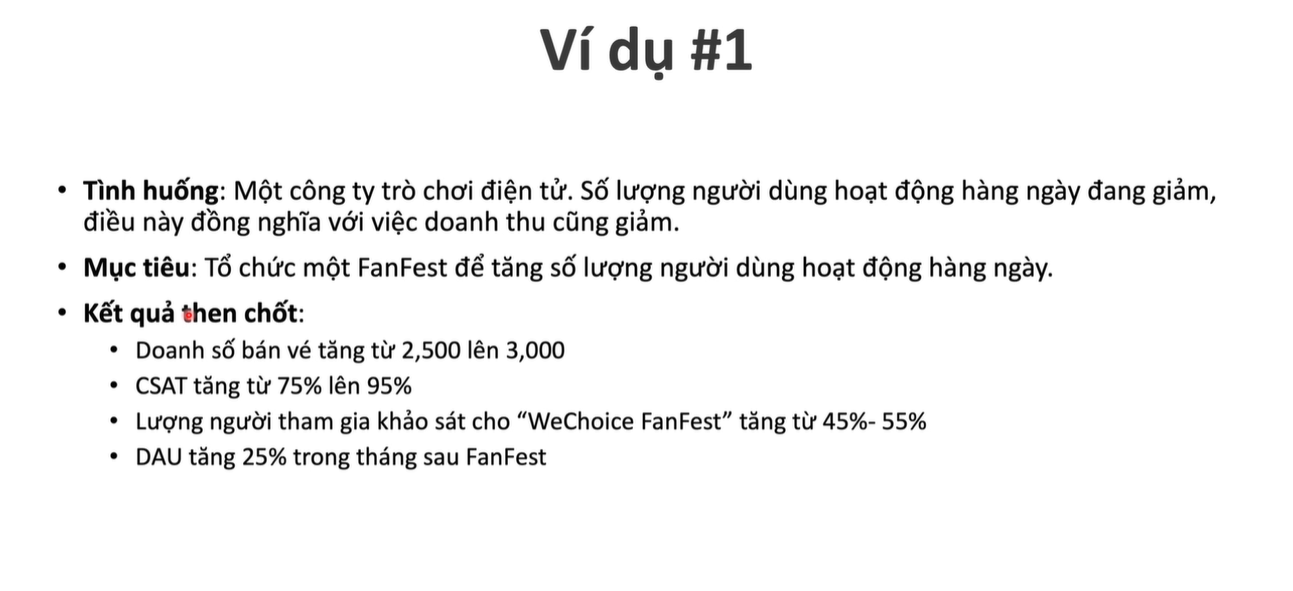 Ví dụ #1
• Tình huống: Một công ty trò chơi điện tử. Số lượng người dùng hoạt động hàng ngày đang giảm,
điều này đồng nghĩa với việc doanh thu cũng giảm.
• Mục tiêu: Tổ chức một FanFest để tăng số lượng người dùng hoạt động hàng ngày.
• Kết quả then chốt:
• Doanh số bán vé tăng từ 2,500 lên 3,000
• CSAT tăng từ 75% lên 95%
• Lượng người tham gia khảo sát cho “WeChoice FanFest” tăng từ 45%- 55%
• DAU tăng 25% trong tháng sau FanFest